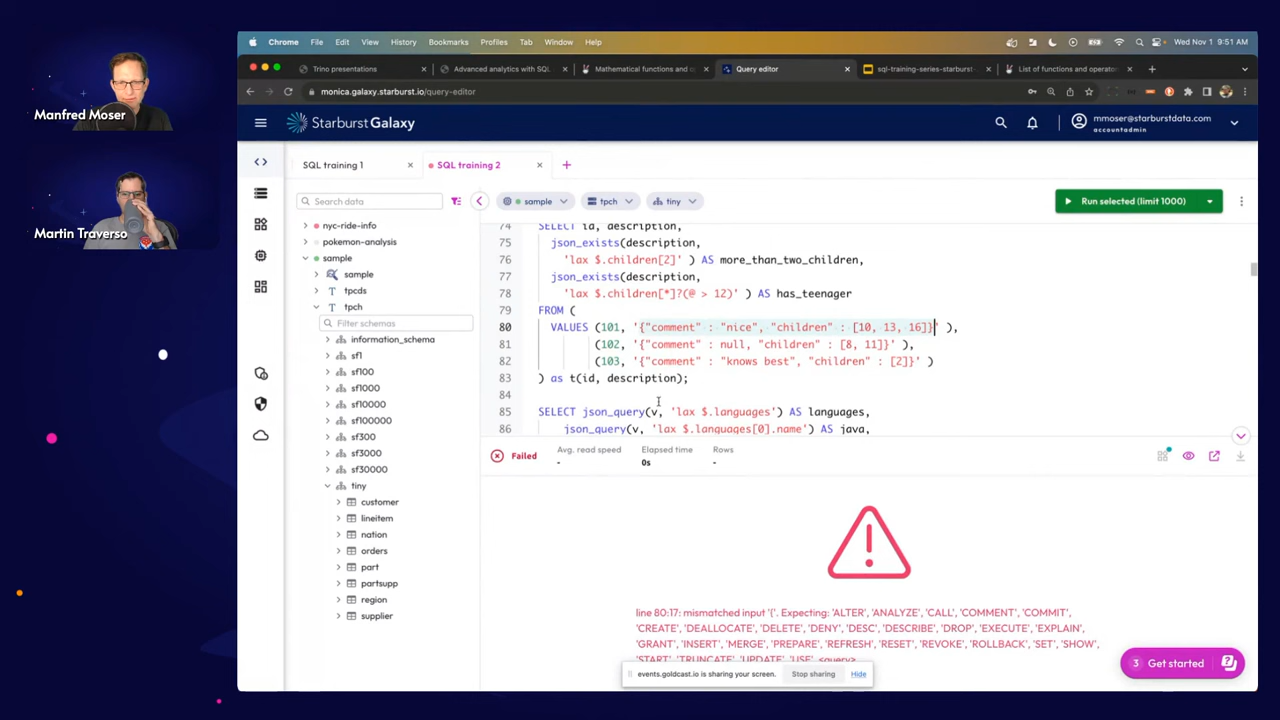 Manfred Moser
Martin Traverso
Chrome File Edit View History Bookmarks Profiles Tab Window Help
Wed Nov 1 9:51 AM
Trino presentations
Advanced analytics with SQL
Mathematical functions and op
Query editor
sql-training-series-starburst
List of functions and operator
monica.galaxy.starburst.io/query-editor
Starburst Galaxy
mmoser@starburstdata.com
accountadmin
SQL training 1
SQL training 2
Search data
sample
tpch
tiny
Run selected (limit 1000)
nyc-ride-info
pokemon-analysis
sample
sample
tpcds
tpch
Filter schemas
information_schema
sf1
sf100
sf1000
sf10000
sf100000
sf300
sf3000
sf30000
tiny
customer
lineitem
nation
orders
part
partsupp
region
supplier
74 SELECT id, description,
75 json_exists(description,
76 'lax $.children[2]' ) AS more_than_two_children,
77 json_exists(description,
78 'lax $.children[*]?(@ > 12)' ) AS has_teenager
79 FROM (
80 VALUES (101, '{"comment" : "nice", "children" : [10, 13, 16]}' ),
81 (102, '{"comment" : null, "children" : [8, 11]}' ),
82 (103, '{"comment" : "knows best", "children" : [2]}' )
83 ) as t(id, description);
84
85 SELECT json_query(v, 'lax $.languages') AS languages,
86 json_query(v, 'lax $.languages[0].name') AS java,
Failed
Avg. read speed
-
Elapsed time
0s
Rows
-
line 80:17: mismatched input '{'. Expecting: 'ALTER', 'ANALYZE', 'CALL', 'COMMENT', 'COMMIT',
'CREATE', 'DEALLOCATE', 'DELETE', 'DENY', 'DESC', 'DESCRIBE', 'DROP', 'EXECUTE', 'EXPLAIN',
'GRANT', 'INSERT', 'MERGE', 'PREPARE', 'REFRESH', 'RESET', 'REVOKE', 'ROLLBACK', 'SET', 'SHOW',
'START', 'TRUNCATE', 'UPDATE', 'USE', <query>
events.goldcast.io is sharing your screen.
Stop sharing
Hide
3 Get started